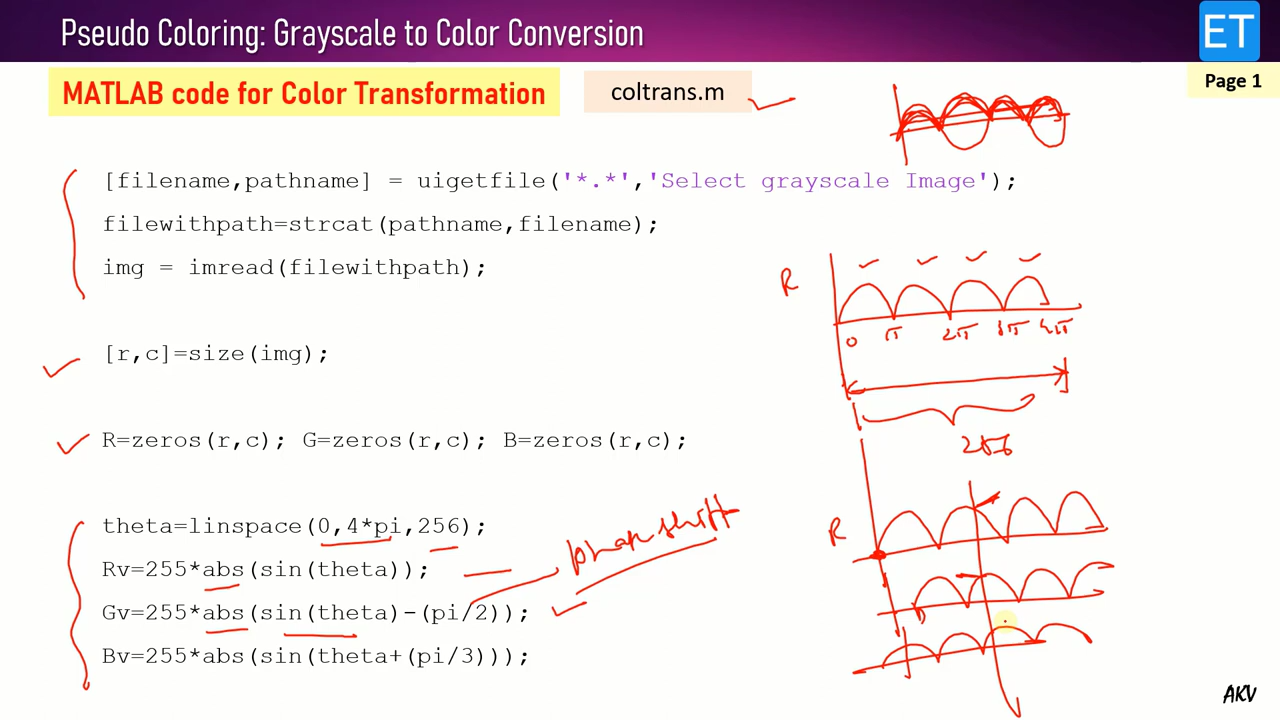 Pseudo Coloring: Grayscale to Color Conversion
ET
Page 1
MATLAB code for Color Transformation
coltrans.m
[filename,pathname] = uigetfile('*.*','Select grayscale Image');
filewithpath=strcat(pathname,filename);
img = imread(filewithpath);
[r,c]=size(img);
R=zeros(r,c); G=zeros(r,c); B=zeros(r,c);
theta=linspace(0,4*pi,256);
Rv=255*abs(sin(theta));
Gv=255*abs(sin(theta)-(pi/2));
Bv=255*abs(sin(theta+(pi/3)));
phase shift
R
0 π 2π 3π 4π
256
R
AKV